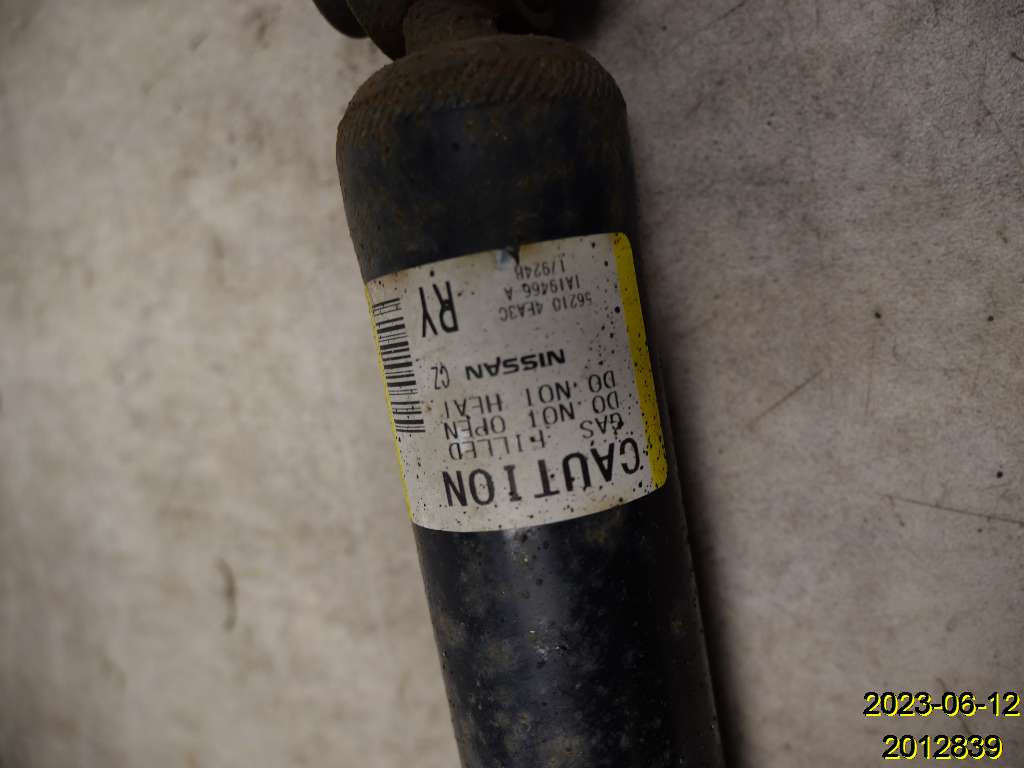 CAUTION
GAS FILLED
DO NOT OPEN
DO NOT HEAT
NISSAN GZ
56210 4EA3C
1A19466 A
1/924B
RY
2023-06-12
2012839